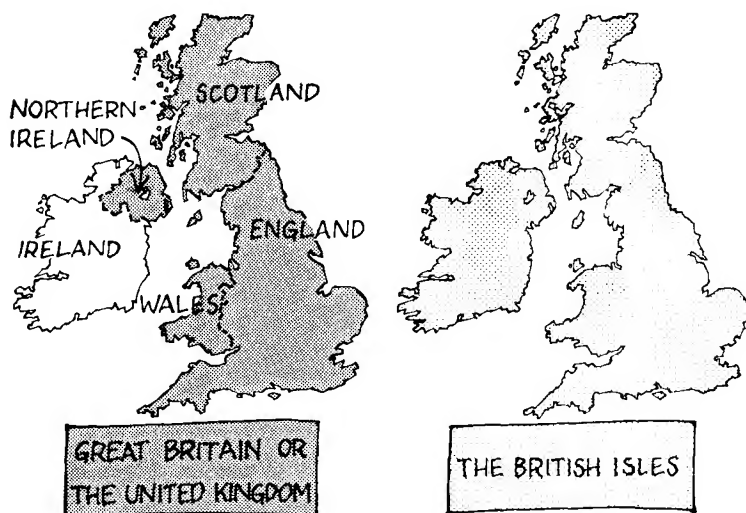 SCOTLAND
NORTHERN
IRELAND
IRELAND
ENGLAND
WALES
GREAT BRITAIN OR
THE UNITED KINGDOM
THE BRITISH ISLES